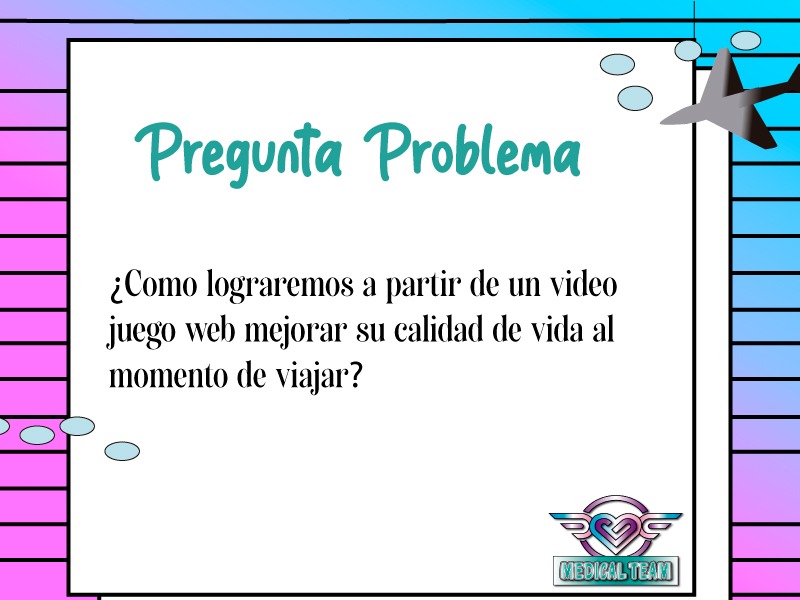 Pregunta Problema
¿Como lograremos a partir de un video
juego web mejorar su calidad de vida al
momento de viajar?
MEDICAL TEAM